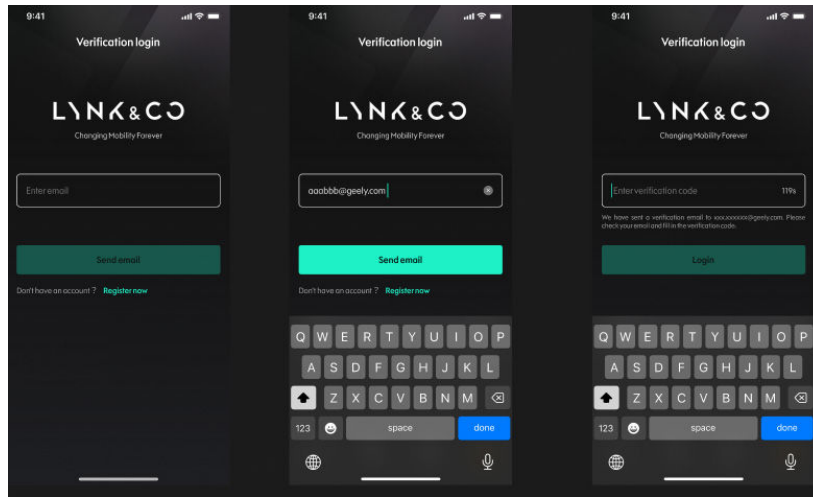 9:41
Verification login
LYNK&CO
Changing Mobility Forever
Enter email
Send email
Don't have an account ? Register now
9:41
Verification login
LYNK&CO
Changing Mobility Forever
aaabbb@geely.com
Send email
Don't have an account ? Register now
Q W E R T Y U I O P
A S D F G H J K L
Z X C V B N M
123 space done
9:41
Verification login
LYNK&CO
Changing Mobility Forever
Enter verification code 119s
We have sent a verification email to xxx.xxxxxx@geely.com. Please
check your email and fill in the verification code.
Login
Q W E R T Y U I O P
A S D F G H J K L
Z X C V B N M
123 space done